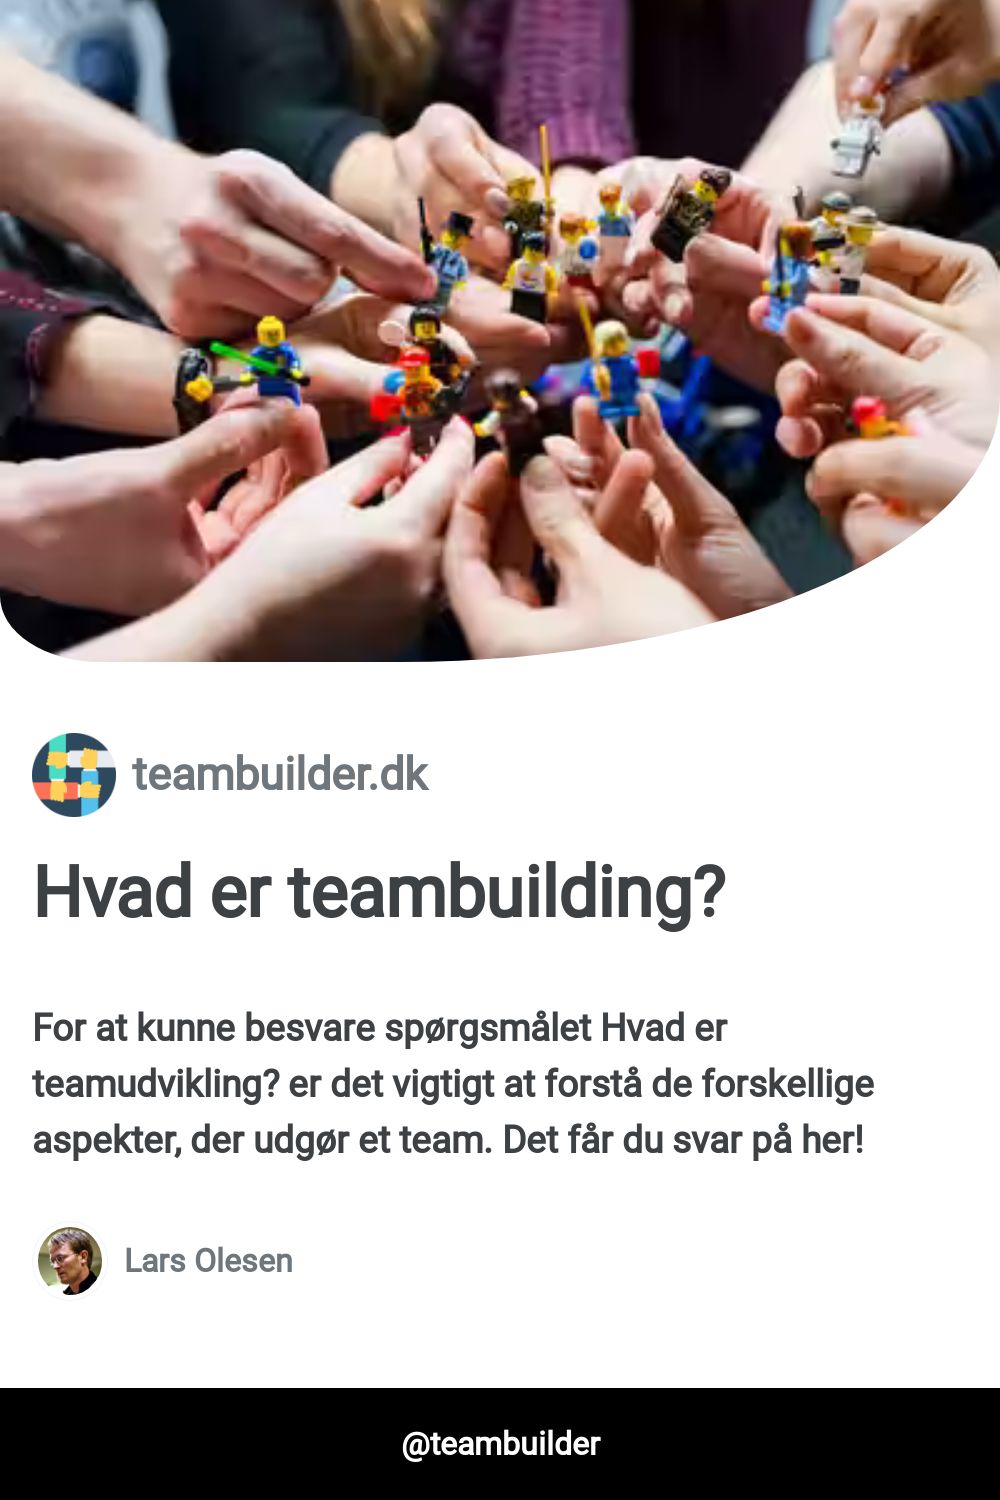 teambuilder.dk
Hvad er teambuilding?
For at kunne besvare spørgsmålet Hvad er
teamudvikling? er det vigtigt at forstå de forskellige
aspekter, der udgør et team. Det får du svar på her!
Lars Olesen
@teambuilder